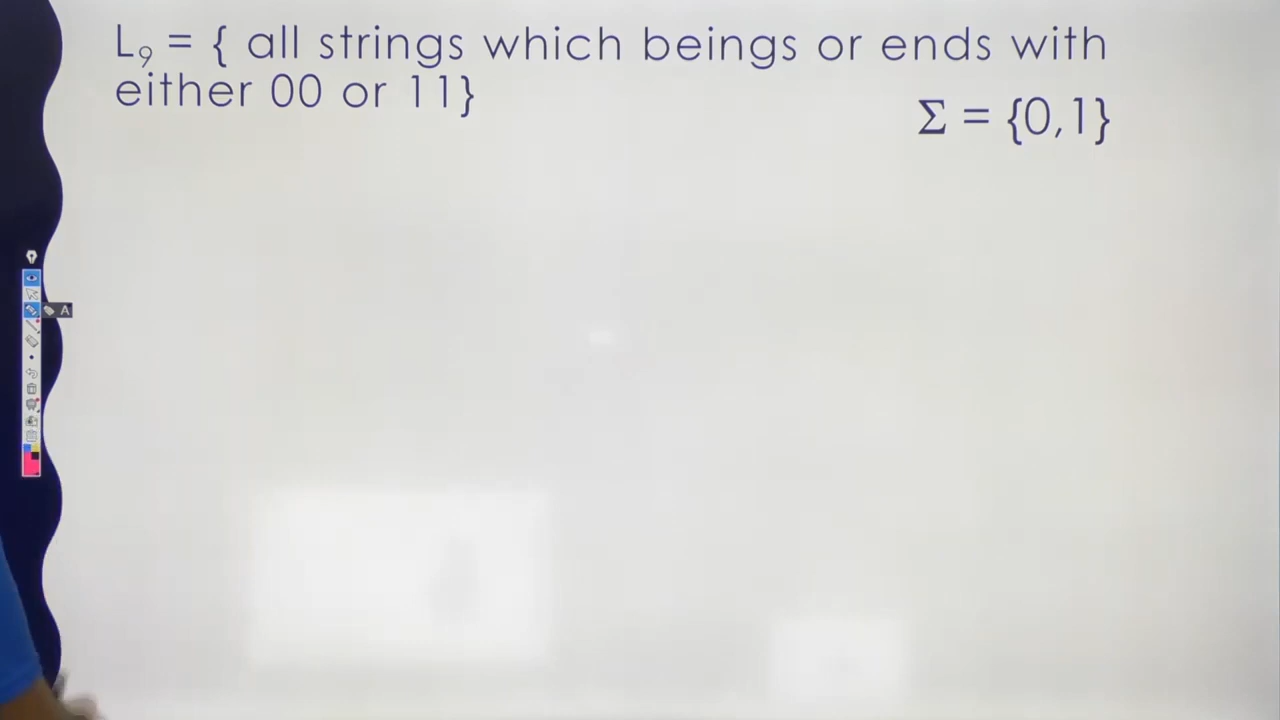 L₉ = { all strings which beings or ends with
either 00 or 11}
Σ = {0,1}
A